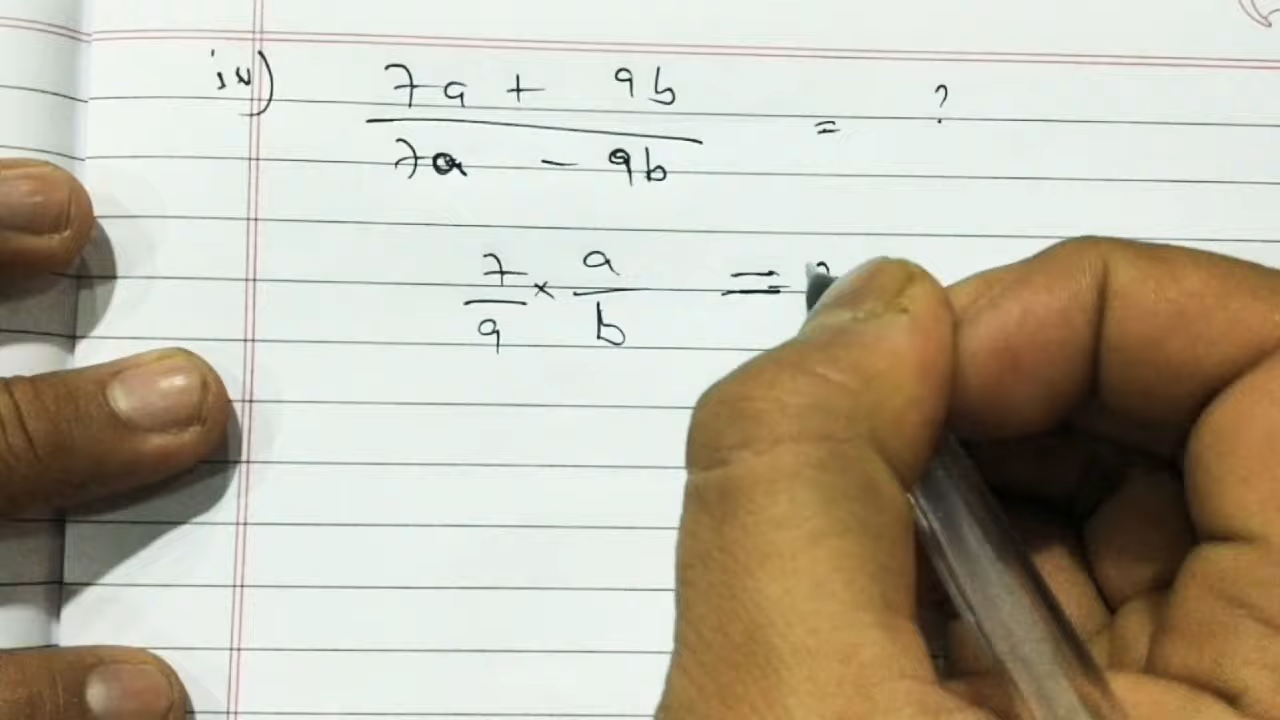 iv) 7a + 9b = ?
7a - 9b
7 × a =
9 b